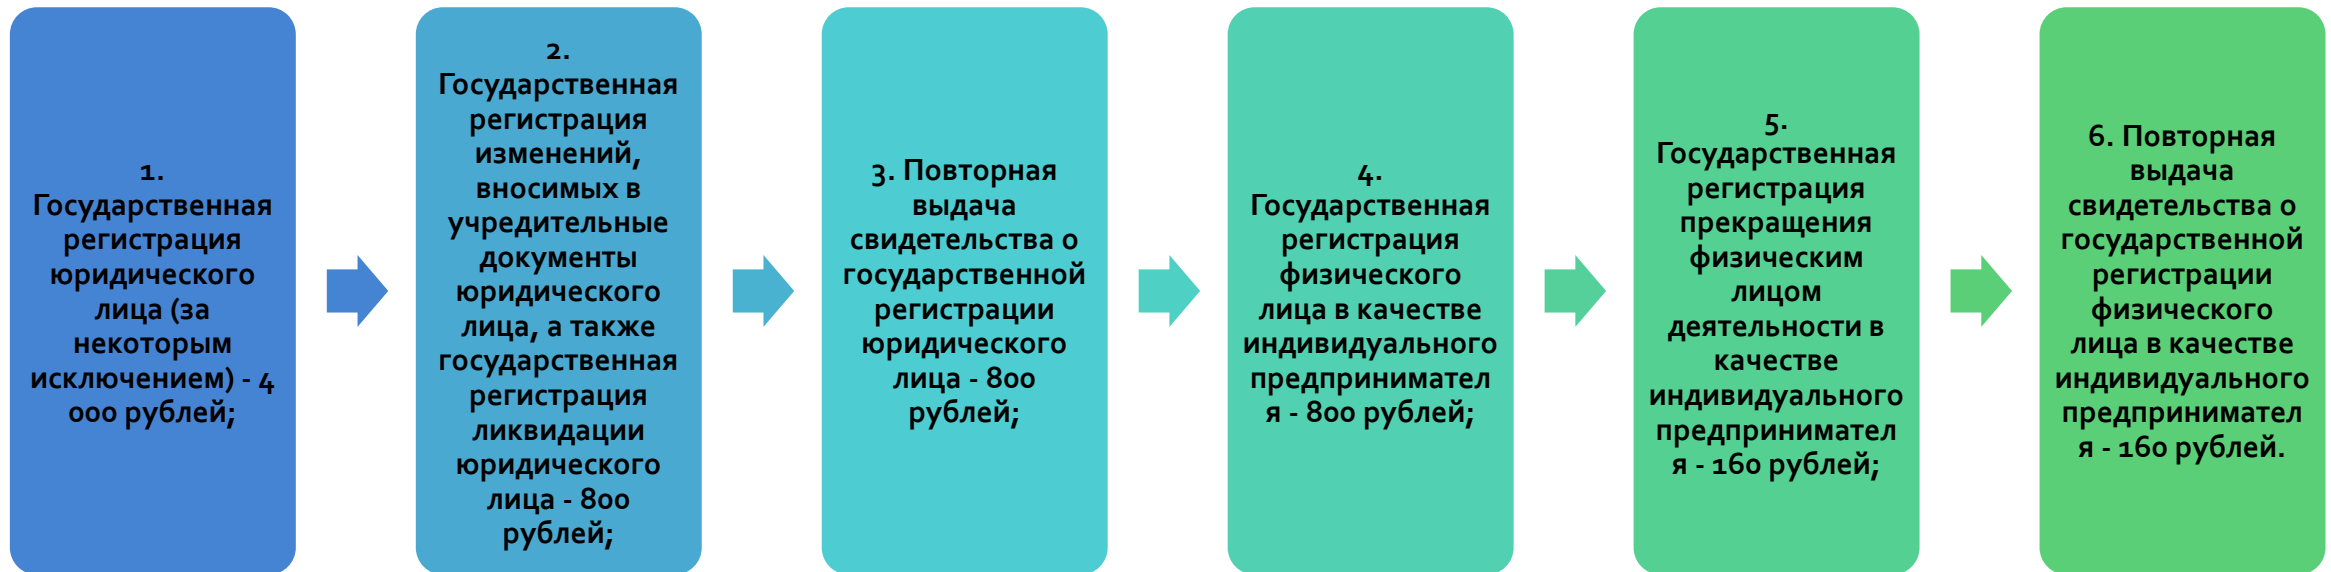 1.
Государственная
регистрация
юридического
лица (за
некоторым
исключением) - 4
000 рублей;
2.
Государственная
регистрация
изменений,
вносимых в
учредительные
документы
юридического
лица, а также
государственная
регистрация
ликвидации
юридического
лица - 800
рублей;
3. Повторная
выдача
свидетельства о
государственной
регистрации
юридического
лица - 800
рублей;
4.
Государственная
регистрация
физического
лица в качестве
индивидуального
предпринимател
я - 800 рублей;
5.
Государственная
регистрация
прекращения
физическим
лицом
деятельности в
качестве
индивидуального
предпринимател
я - 160 рублей;
6. Повторная
выдача
свидетельства о
государственной
регистрации
физического
лица в качестве
индивидуального
предпринимател
я - 160 рублей.